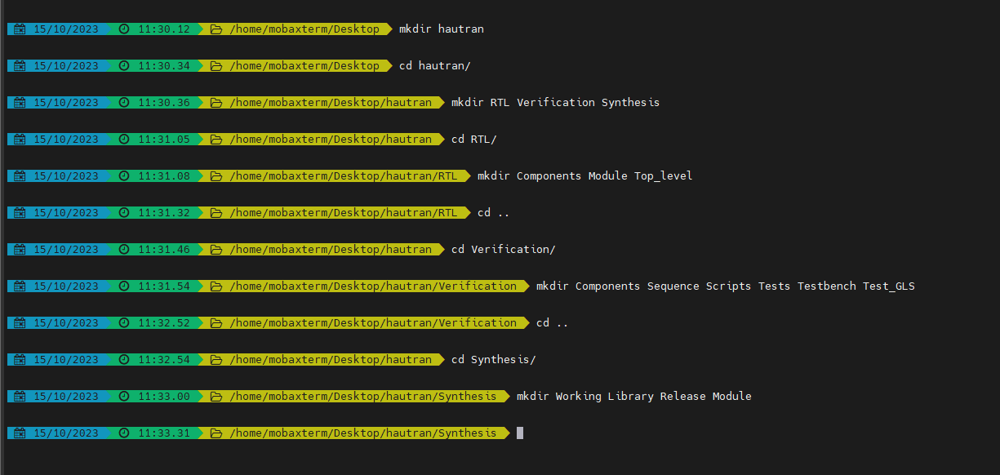 15/10/2023 11:30.12 /home/mobaxterm/Desktop mkdir hautran
15/10/2023 11:30.34 /home/mobaxterm/Desktop cd hautran/
15/10/2023 11:30.36 /home/mobaxterm/Desktop/hautran mkdir RTL Verification Synthesis
15/10/2023 11:31.05 /home/mobaxterm/Desktop/hautran cd RTL/
15/10/2023 11:31.08 /home/mobaxterm/Desktop/hautran/RTL mkdir Components Module Top_level
15/10/2023 11:31.32 /home/mobaxterm/Desktop/hautran/RTL cd ..
15/10/2023 11:31.46 /home/mobaxterm/Desktop/hautran cd Verification/
15/10/2023 11:31.54 /home/mobaxterm/Desktop/hautran/Verification mkdir Components Sequence Scripts Tests Testbench Test_GLS
15/10/2023 11:32.52 /home/mobaxterm/Desktop/hautran/Verification cd ..
15/10/2023 11:32.54 /home/mobaxterm/Desktop/hautran cd Synthesis/
15/10/2023 11:33.00 /home/mobaxterm/Desktop/hautran/Synthesis mkdir Working Library Release Module
15/10/2023 11:33.31 /home/mobaxterm/Desktop/hautran/Synthesis